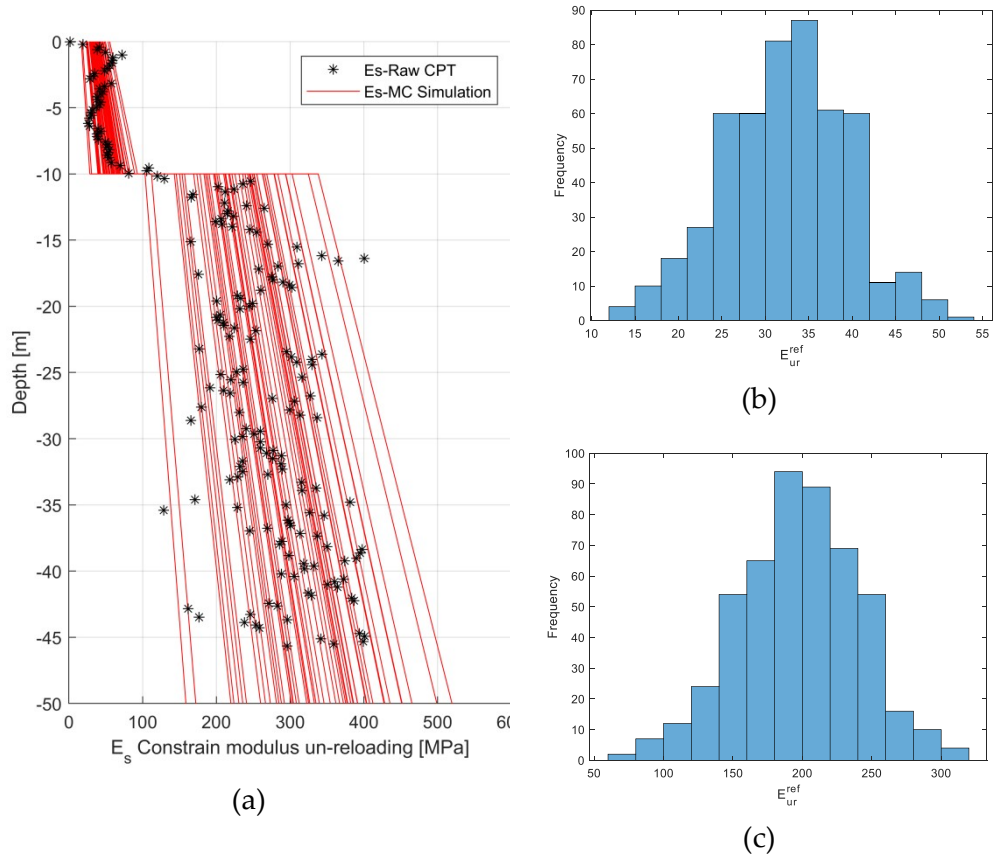 0
-5
-10
-15
-20
-25
-30
-35
-40
-45
-50
Depth [m]
Es-Raw CPT
Es-MC Simulation
0 100 200 300 400 500 60
E_s Constrain modulus un-reloading [MPa]
(a)
90
80
70
60
50
40
30
20
10
0
Frequency
10 15 20 25 30 35 40 45 50 55
E_ur^ref
(b)
100
90
80
70
60
50
40
30
20
10
0
Frequency
50 100 150 200 250 300
E_ur^ref
(c)